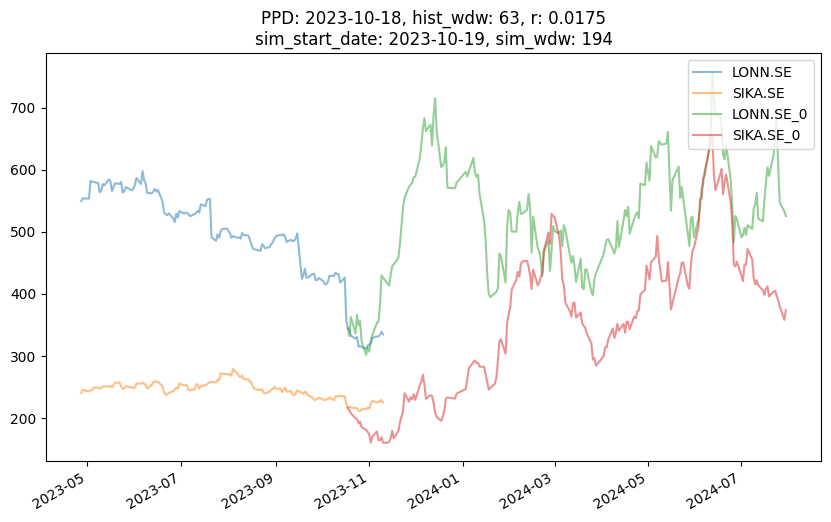 PPD: 2023-10-18, hist_wdw: 63, r: 0.0175
sim_start_date: 2023-10-19, sim_wdw: 194
LONN.SE
SIKA.SE
LONN.SE_0
SIKA.SE_0
700
600
500
400
300
200
2023-05
2023-07
2023-09
2023-11
2024-01
2024-03
2024-05
2024-07